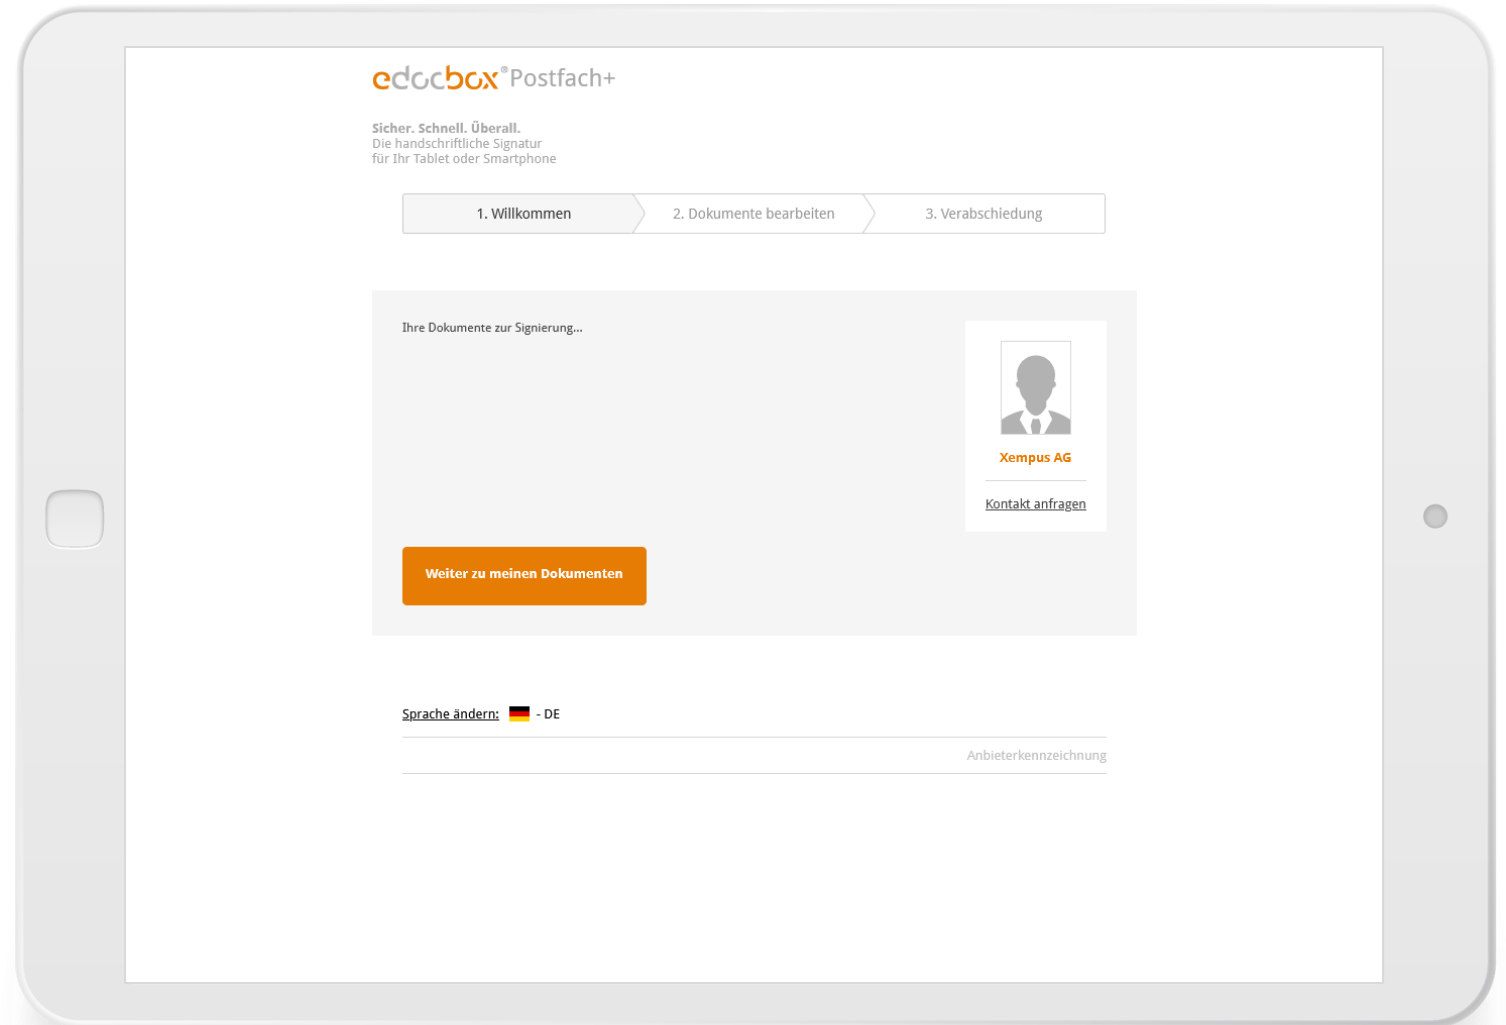 edocbox® Postfach+
Sicher. Schnell. Überall.
Die handschriftliche Signatur
für Ihr Tablet oder Smartphone
1. Willkommen
2. Dokumente bearbeiten
3. Verabschiedung
Ihre Dokumente zur Signierung...
Xempus AG
Kontakt anfragen
Weiter zu meinen Dokumenten
Sprache ändern: - DE
Anbieterkennzeichnung